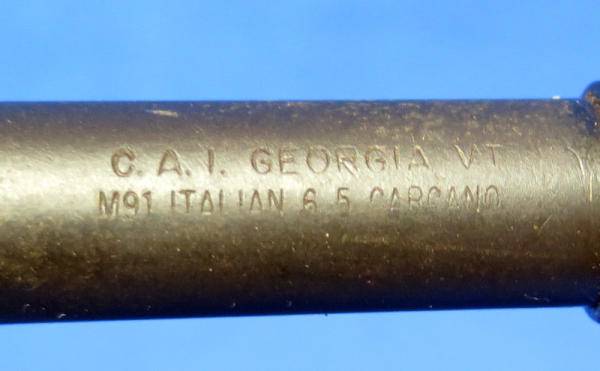 C. A. I. GEORGIA VT
M91 ITALIAN 6.5 CARCANO